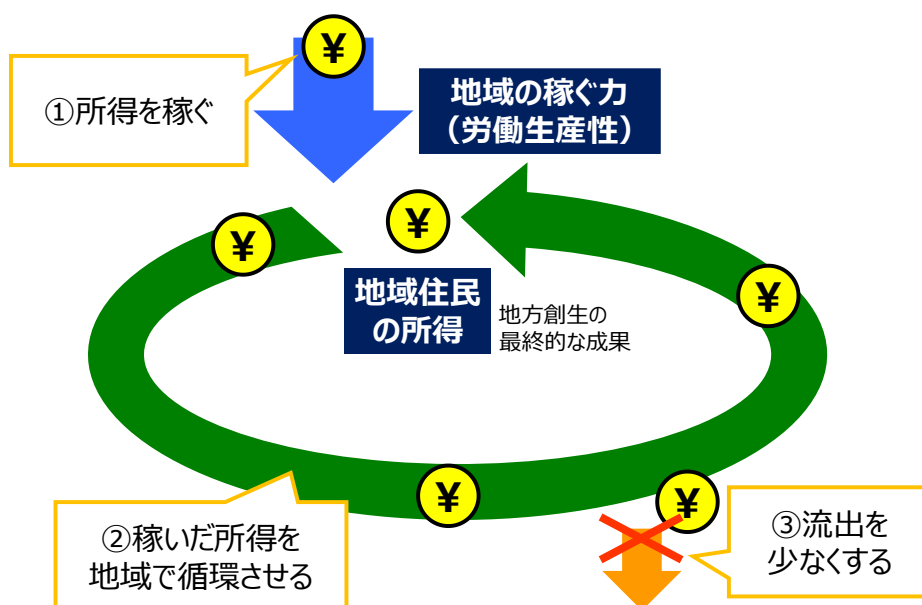 ¥
①所得を稼ぐ
地域の稼ぐ力
（労働生産性）
¥
¥
地域住民
の所得
地方創生の
最終的な成果
¥
¥
¥
②稼いだ所得を
地域で循環させる
③流出を
少なくする